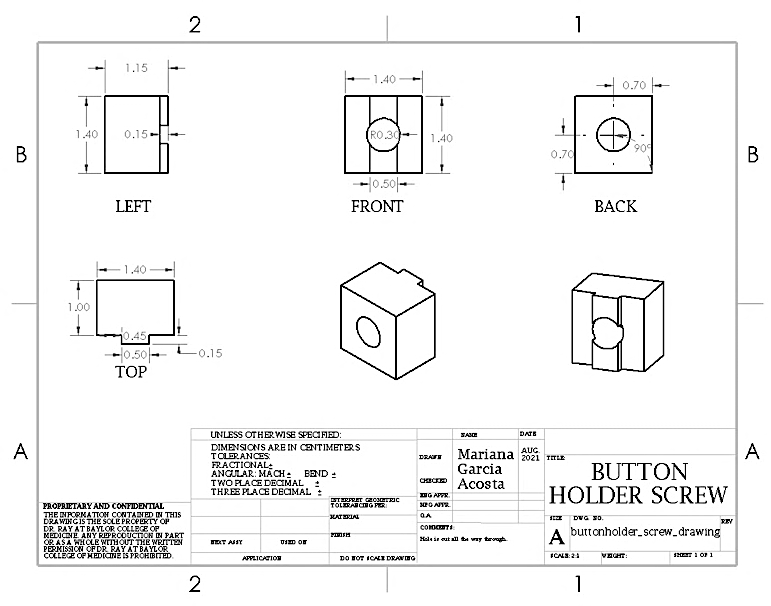 2
1
1.15
1.40
0.15
LEFT
1.40
R0.30
1.40
0.50
FRONT
0.70
0.70
90°
BACK
B
B
1.40
1.00
0.45
0.50
0.15
TOP
A
A
UNLESS OTHERWISE SPECIFIED:
DIMENSIONS ARE IN CENTIMETERS
TOLERANCES:
FRACTIONAL±
ANGULAR: MACH± BEND ±
TWO PLACE DECIMAL ±
THREE PLACE DECIMAL ±
INTERPRET GEOMETRIC
TOLERANCING PER:
MATERIAL
FINISH
NEXT ASSY
USED ON
APPLICATION
DO NOT SCALE DRAWING
PROPRIETARY AND CONFIDENTIAL
THE INFORMATION CONTAINED IN THIS
DRAWING IS THE SOLE PROPERTY OF
DR. RAY AT BAYLOR COLLEGE OF
MEDICINE. ANY REPRODUCTION IN PART
OR AS A WHOLE WITHOUT THE WRITTEN
PERMISSION OF DR. RAY AT BAYLOR
COLLEGE OF MEDICINE IS PROHIBITED.
NAME
DATE
DRAWN
Mariana
Garcia
Acosta
AUG.
2021
CHECKED
ENG APPR.
MFG APPR.
Q.A.
COMMENTS:
Hole is cut all the way through.
TITLE:
BUTTON
HOLDER SCREW
SIZE
A
DWG. NO.
buttonholder_screw_drawing
REV
SCALE: 2:1
WEIGHT:
SHEET 1 OF 1
2
1